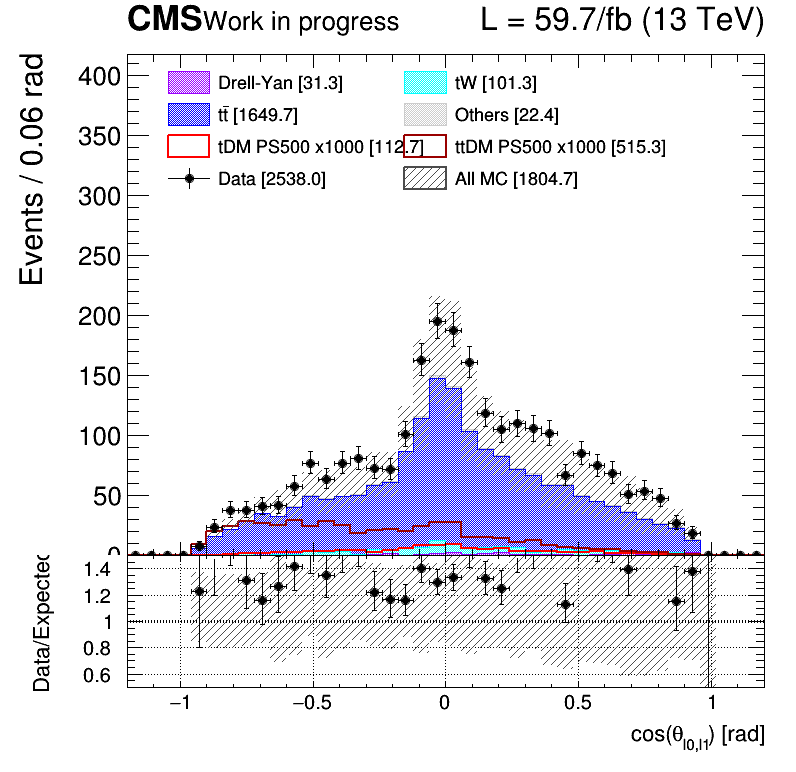 CMS Work in progress L = 59.7/fb (13 TeV)
Events / 0.06 rad
400
350
300
250
200
150
100
50
0
Drell-Yan [31.3] tW [101.3]
tt̄ [1649.7] Others [22.4]
tDM PS500 x1000 [112.7] ttDM PS500 x1000 [515.3]
Data [2538.0] All MC [1804.7]
Data/Expected
1.4
1.2
1
0.8
0.6
−1 −0.5 0 0.5 1
cos(θ_l0,l1) [rad]